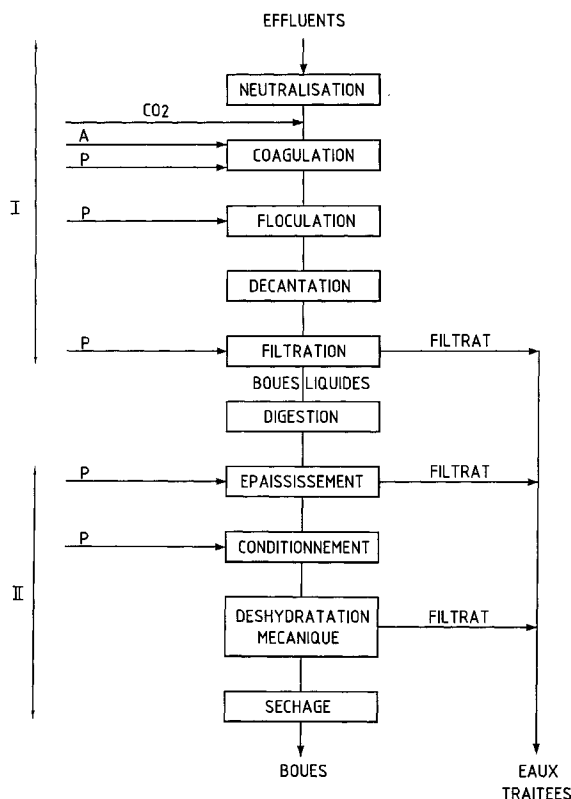 EFFLUENTS
NEUTRALISATION
CO2
A
P
COAGULATION
P
FLOCULATION
I
DECANTATION
P
FILTRATION
FILTRAT
BOUES LIQUIDES
DIGESTION
P
EPAISSISSEMENT
FILTRAT
P
CONDITIONNEMENT
II
DESHYDRATATION
MECANIQUE
FILTRAT
SECHAGE
BOUES
EAUX
TRAITEES